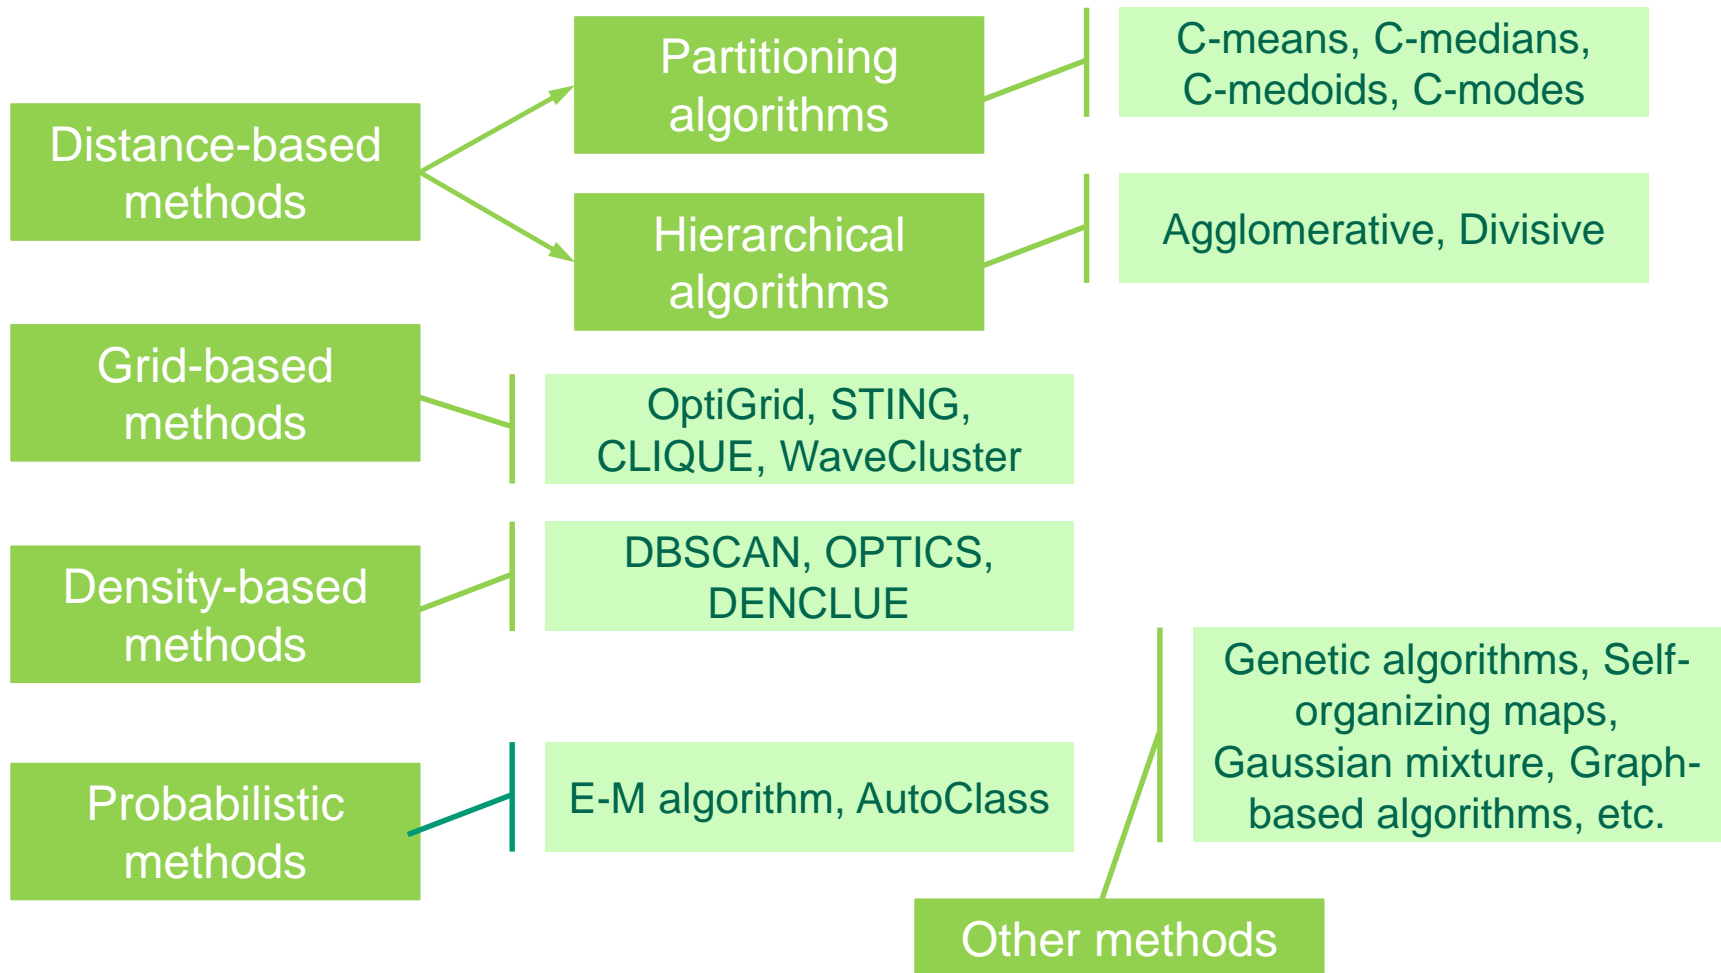 Distance-based
methods
Partitioning
algorithms
C-means, C-medians,
C-medoids, C-modes
Hierarchical
algorithms
Agglomerative, Divisive
Grid-based
methods
OptiGrid, STING,
CLIQUE, WaveCluster
Density-based
methods
DBSCAN, OPTICS,
DENCLUE
Probabilistic
methods
E-M algorithm, AutoClass
Genetic algorithms, Self-
organizing maps,
Gaussian mixture, Graph-
based algorithms, etc.
Other methods